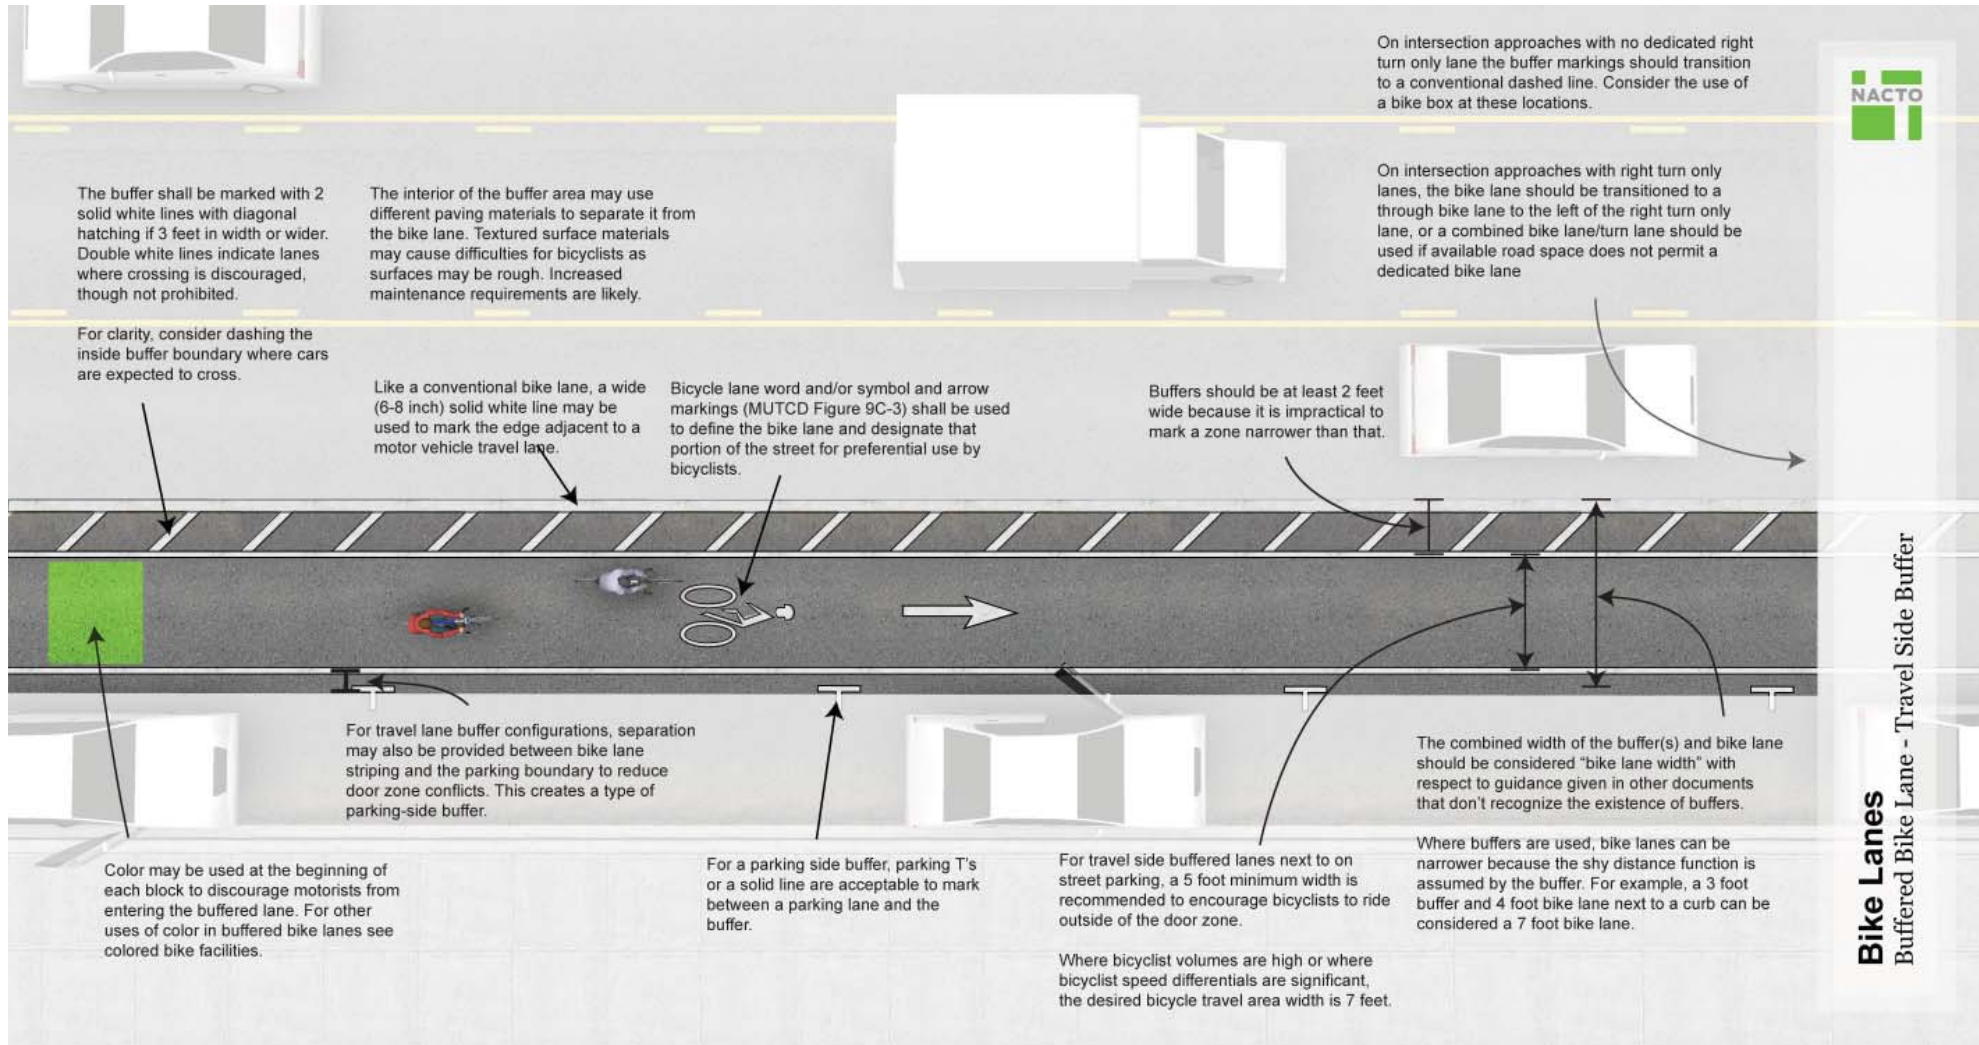 On intersection approaches with no dedicated right
turn only lane the buffer markings should transition
to a conventional dashed line. Consider the use of
a bike box at these locations.
NACTO
The buffer shall be marked with 2
solid white lines with diagonal
hatching if 3 feet in width or wider.
Double white lines indicate lanes
where crossing is discouraged,
though not prohibited.
For clarity, consider dashing the
inside buffer boundary where cars
are expected to cross.
The interior of the buffer area may use
different paving materials to separate it from
the bike lane. Textured surface materials
may cause difficulties for bicyclists as
surfaces may be rough. Increased
maintenance requirements are likely.
On intersection approaches with right turn only
lanes, the bike lane should be transitioned to a
through bike lane to the left of the right turn only
lane, or a combined bike lane/turn lane should be
used if available road space does not permit a
dedicated bike lane
Like a conventional bike lane, a wide
(6-8 inch) solid white line may be
used to mark the edge adjacent to a
motor vehicle travel lane.
Bicycle lane word and/or symbol and arrow
markings (MUTCD Figure 9C-3) shall be used
to define the bike lane and designate that
portion of the street for preferential use by
bicyclists.
Buffers should be at least 2 feet
wide because it is impractical to
mark a zone narrower than that.
For travel lane buffer configurations, separation
may also be provided between bike lane
striping and the parking boundary to reduce
door zone conflicts. This creates a type of
parking-side buffer.
Color may be used at the beginning of
each block to discourage motorists from
entering the buffered lane. For other
uses of color in buffered bike lanes see
colored bike facilities.
For a parking side buffer, parking T's
or a solid line are acceptable to mark
between a parking lane and the
buffer.
For travel side buffered lanes next to on
street parking, a 5 foot minimum width is
recommended to encourage bicyclists to ride
outside of the door zone.
Where bicyclist volumes are high or where
bicyclist speed differentials are significant,
the desired bicycle travel area width is 7 feet.
The combined width of the buffer(s) and bike lane
should be considered “bike lane width” with
respect to guidance given in other documents
that don't recognize the existence of buffers.
Where buffers are used, bike lanes can be
narrower because the shy distance function is
assumed by the buffer. For example, a 3 foot
buffer and 4 foot bike lane next to a curb can be
considered a 7 foot bike lane.
Bike Lanes
Buffered Bike Lane - Travel Side Buffer